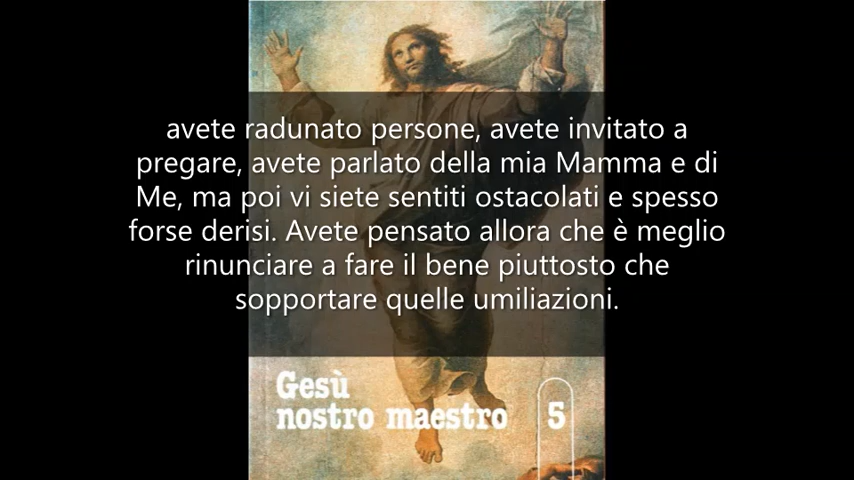 avete radunato persone, avete invitato a
pregare, avete parlato della mia Mamma e di
Me, ma poi vi siete sentiti ostacolati e spesso
forse derisi. Avete pensato allora che è meglio
rinunciare a fare il bene piuttosto che
sopportare quelle umiliazioni.
Gesù
nostro maestro 5